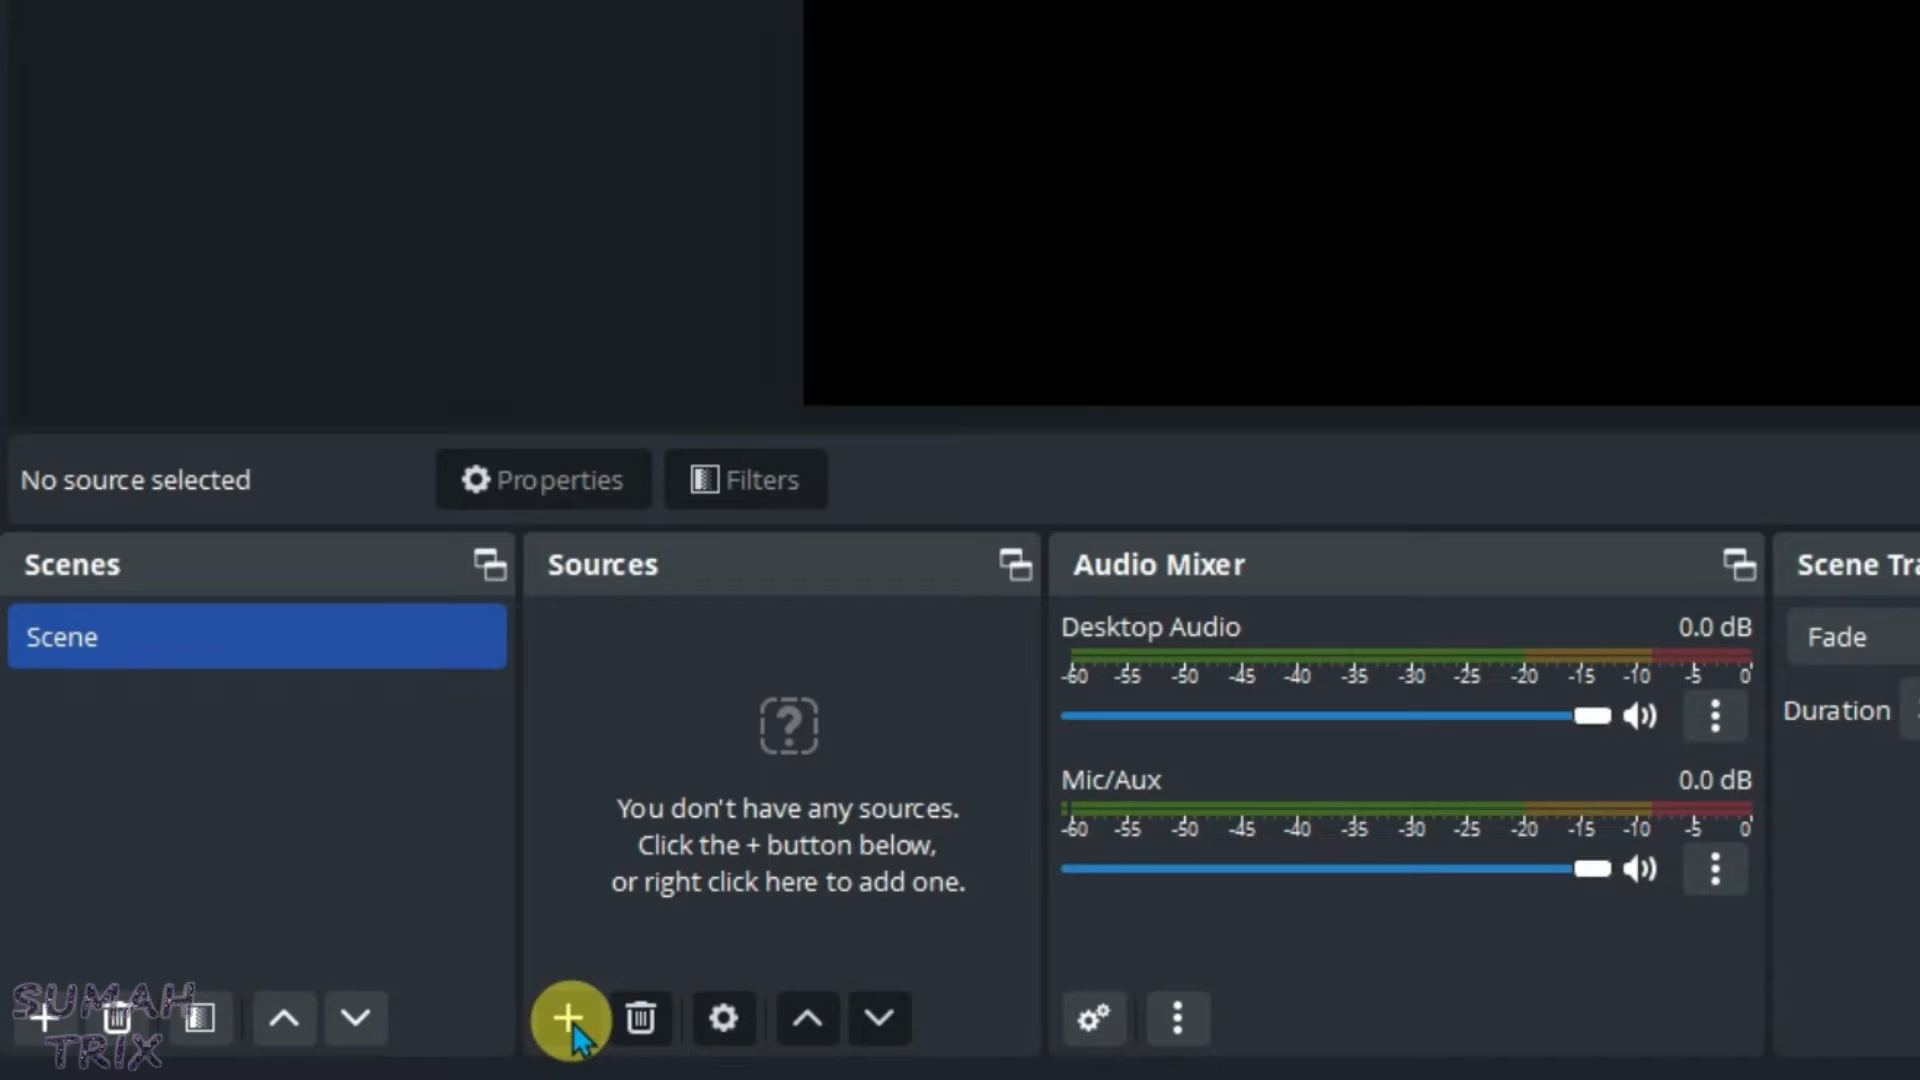 No source selected
Properties
Filters
Scenes
Sources
Audio Mixer
Scene Tra
Scene
Desktop Audio
0.0 dB
-60 -55 -50 -45 -40 -35 -30 -25 -20 -15 -10 -5 0
Fade
Duration
Mic/Aux
0.0 dB
-60 -55 -50 -45 -40 -35 -30 -25 -20 -15 -10 -5 0
You don't have any sources.
Click the + button below,
or right click here to add one.
SUMAH
TRIX